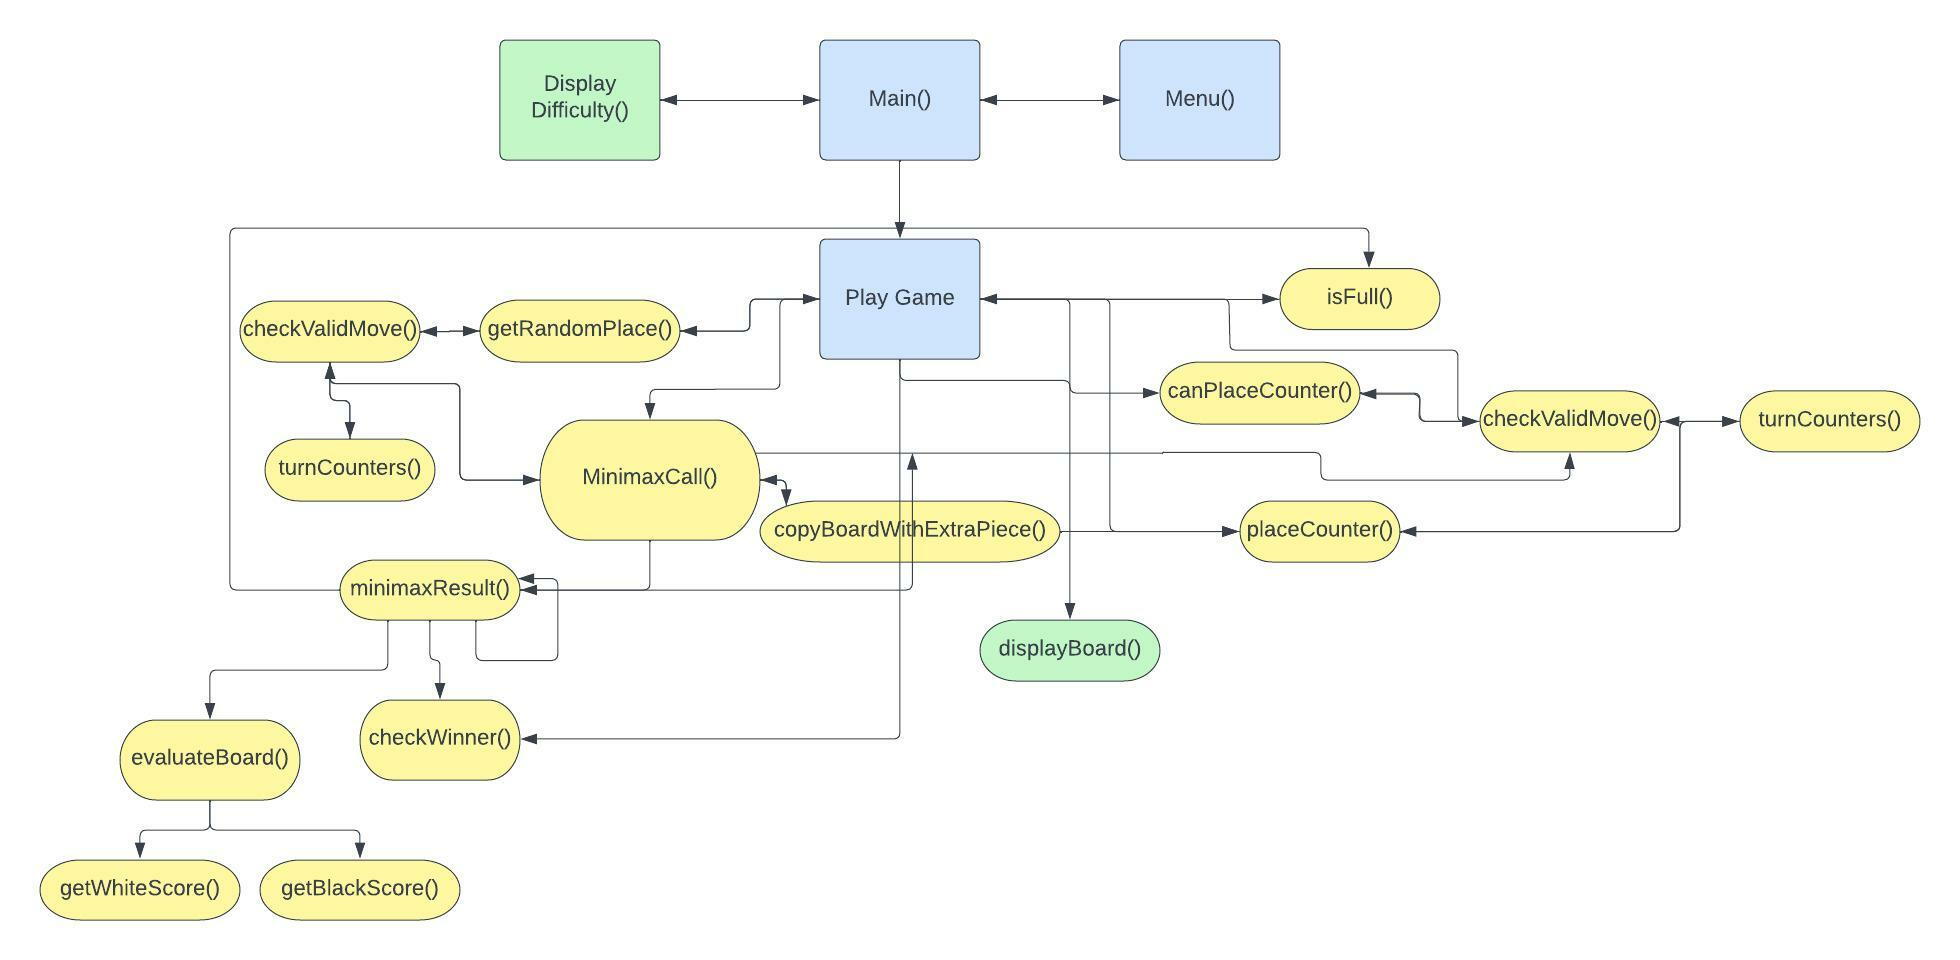 Display
Difficulty()
Main()
Menu()
Play Game
isFull()
checkValidMove()
getRandomPlace()
canPlaceCounter()
checkValidMove()
turnCounters()
turnCounters()
MinimaxCall()
copyBoardWithExtraPiece()
placeCounter()
minimaxResult()
displayBoard()
checkWinner()
evaluateBoard()
getWhiteScore()
getBlackScore()